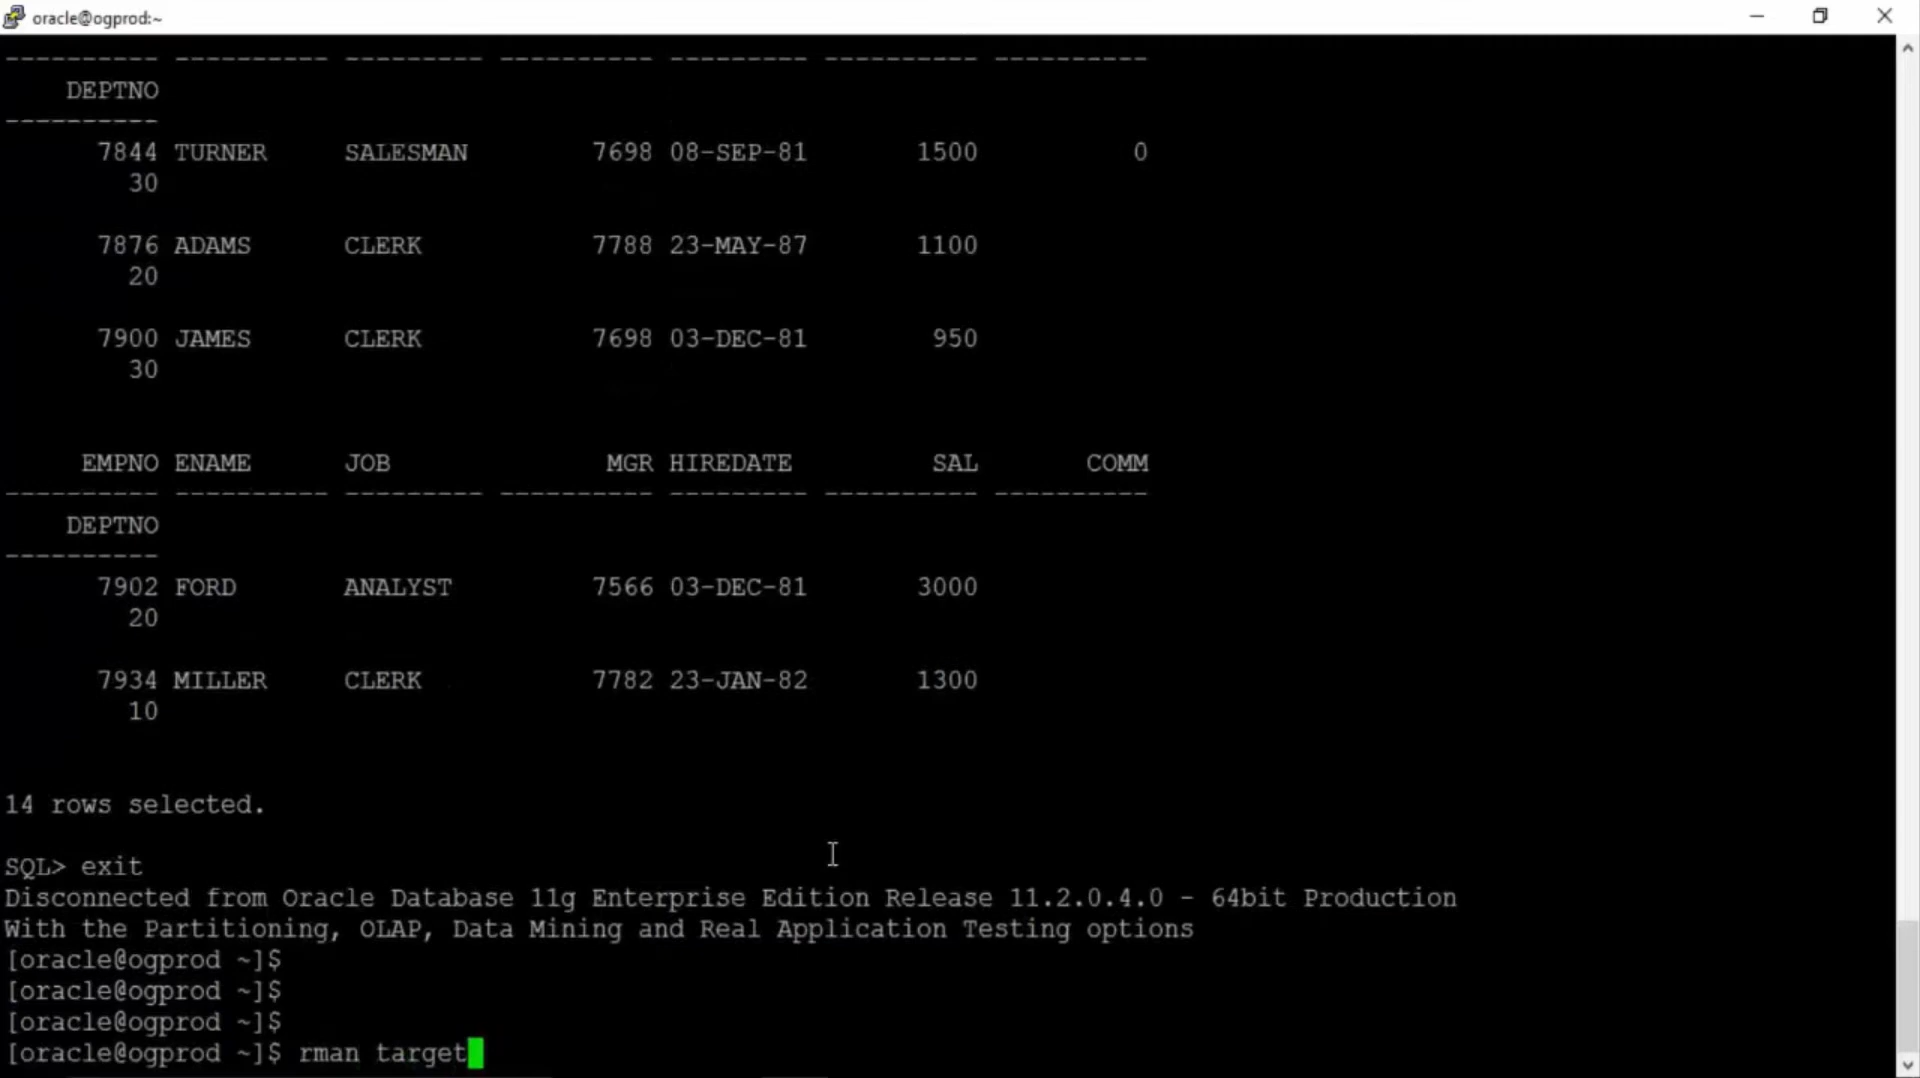 oracle@ogprod:~
---------- ---------- --------- ---------- --------- ---------- ----------
    DEPTNO
----------
      7844 TURNER     SALESMAN        7698 08-SEP-81       1500          0
        30
      7876 ADAMS      CLERK           7788 23-MAY-87       1100
        20
      7900 JAMES      CLERK           7698 03-DEC-81        950
        30
     EMPNO ENAME      JOB              MGR HIREDATE         SAL       COMM
---------- ---------- --------- ---------- --------- ---------- ----------
    DEPTNO
----------
      7902 FORD       ANALYST         7566 03-DEC-81       3000
        20
      7934 MILLER     CLERK           7782 23-JAN-82       1300
        10
14 rows selected.
SQL> exit
Disconnected from Oracle Database 11g Enterprise Edition Release 11.2.0.4.0 - 64bit Production
With the Partitioning, OLAP, Data Mining and Real Application Testing options
[oracle@ogprod ~]$
[oracle@ogprod ~]$
[oracle@ogprod ~]$
[oracle@ogprod ~]$ rman target